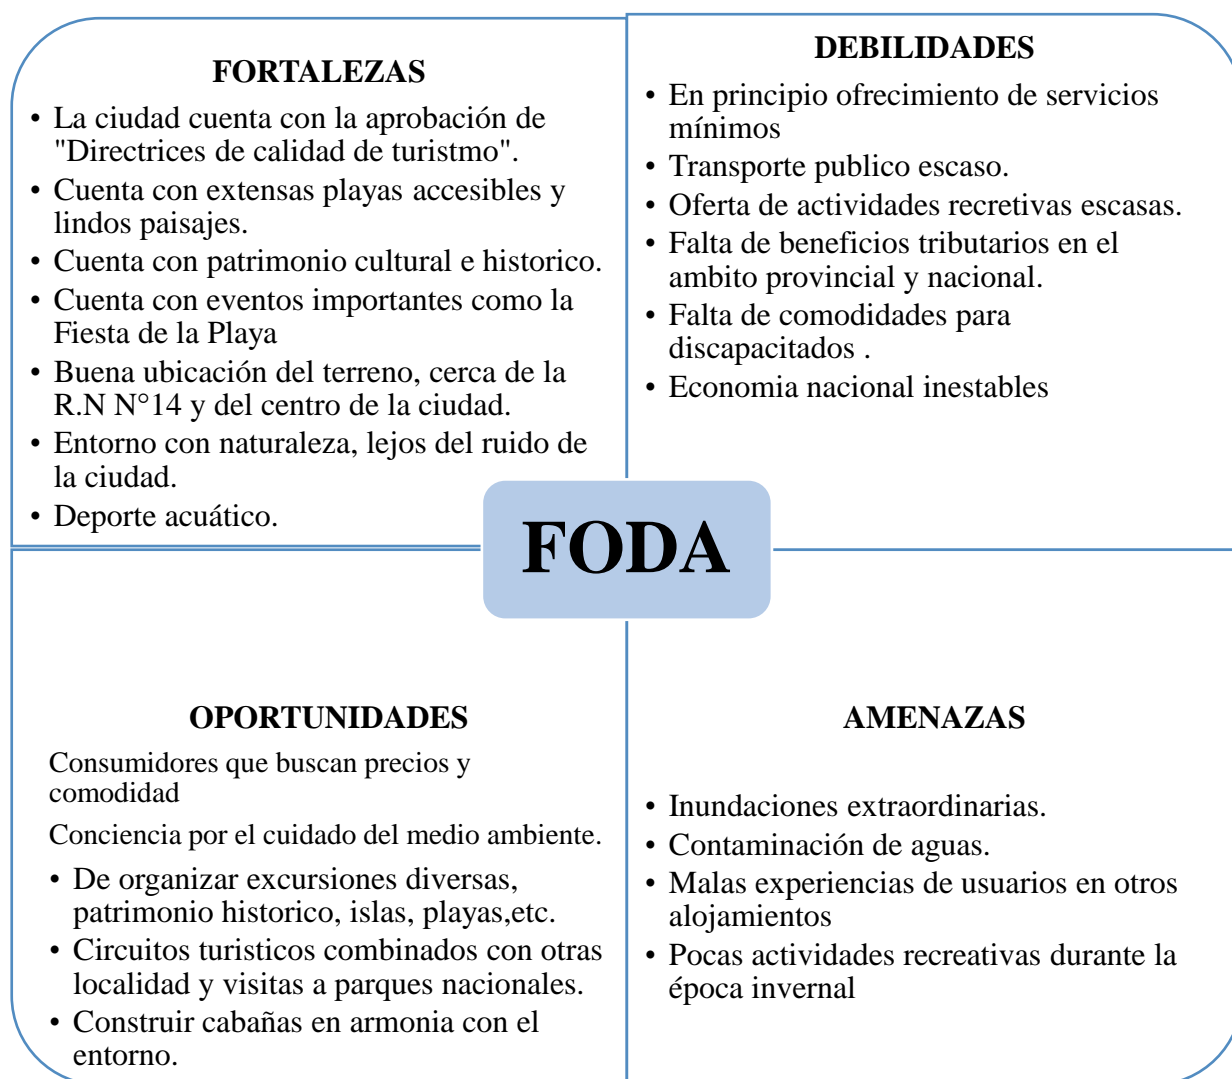 FORTALEZAS
• La ciudad cuenta con la aprobación de
"Directrices de calidad de turistmo".
• Cuenta con extensas playas accesibles y
lindos paisajes.
• Cuenta con patrimonio cultural e historico.
• Cuenta con eventos importantes como la
Fiesta de la Playa
• Buena ubicación del terreno, cerca de la
R.N N°14 y del centro de la ciudad.
• Entorno con naturaleza, lejos del ruido de
la ciudad.
• Deporte acuático.
DEBILIDADES
• En principio ofrecimiento de servicios
mínimos
• Transporte publico escaso.
• Oferta de actividades recretivas escasas.
• Falta de beneficios tributarios en el
ambito provincial y nacional.
• Falta de comodidades para
discapacitados .
• Economia nacional inestables
FODA
OPORTUNIDADES
Consumidores que buscan precios y
comodidad
Conciencia por el cuidado del medio ambiente.
• De organizar excursiones diversas,
patrimonio historico, islas, playas,etc.
• Circuitos turisticos combinados con otras
localidad y visitas a parques nacionales.
• Construir cabañas en armonia con el
entorno.
AMENAZAS
• Inundaciones extraordinarias.
• Contaminación de aguas.
• Malas experiencias de usuarios en otros
alojamientos
• Pocas actividades recreativas durante la
época invernal